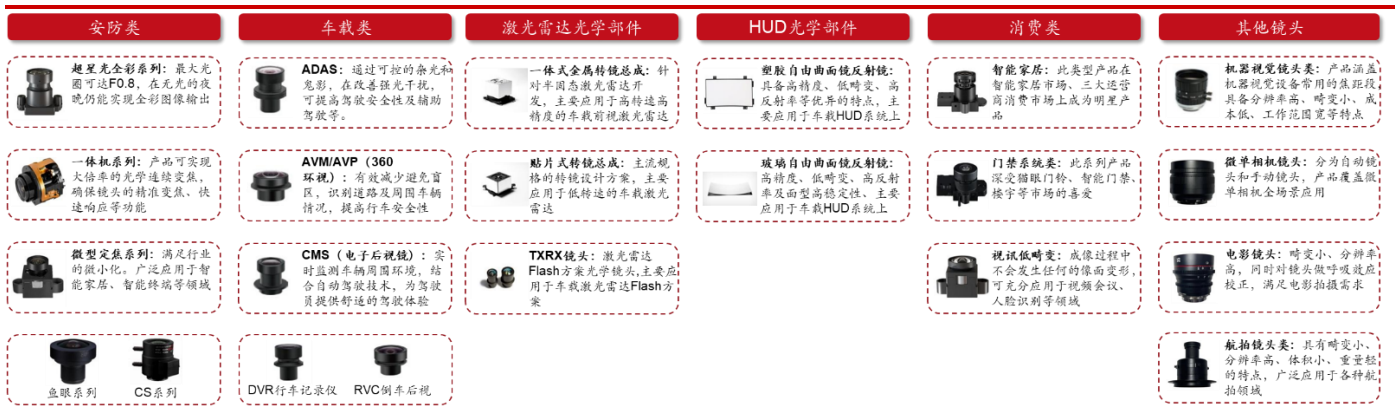 安防类
超星光全彩系列：最大光
圈可达F0.8，在无光的夜
晚仍能实现全彩图像输出
一体机系列：产品可实现
大倍率的光学连续变焦，
确保镜头的精准变焦、快
速响应等功能
微型定焦系列：满足行业
的微小化。广泛应用于智
能家居、智能终端等领域
鱼眼系列
CS系列
车载类
ADAS：通过可控的杂光和
鬼影，在改善强光干扰，
可提高驾驶安全性及辅助
驾驶等。
AVM/AVP（360
环视）：有效减少避免盲
区，识别道路及周围车辆
情况，提高行车安全性
CMS（电子后视镜）：实
时监测车辆周围环境，结
合自动驾驶技术，为驾驶
员提供舒适的驾驶体验
DVR行车记录仪
RVC倒车后视
激光雷达光学部件
一体式金属转镜总成：针
对半固态激光雷达开
发，主要应用于高转速高
精度的车载前视激光雷达
贴片式转镜总成：主流规
格的转镜设计方案，主要
应用于低转速的车载激光
雷达
TXRX镜头：激光雷达
Flash方案光学镜头,主要应
用于车载激光雷达Flash方
案
HUD光学部件
塑胶自由曲面镜反射镜：
具备高精度、低畸变、高
反射率等优异的特点，主
要应用于车载HUD系统上
玻璃自由曲面镜反射镜：
高精度、低畸变、高反射
率及面型高稳定性、主要
应用于车载HUD系统上
消费类
智能家居：此类型产品在
智能家居市场、三大运营
商消费市场上成为明星产
品
门禁系统类：此系列产品
深受猫眼门铃、智能门禁、
楼宇等市场的喜爱
视讯低畸变：成像过程中
不会发生任何的像面变形，
可充分应用于视频会议、
人脸识别等领域
其他镜头
机器视觉镜头类：产品涵盖
机器视觉设备常用的焦距段，
具备分辨率高、畸变小、成
本低、工作范围宽等特点
微单相机镜头：分为自动镜
头和手动镜头，产品覆盖微
单相机全场景应用
电影镜头：畸变小、分辨率
高，同时对镜头做呼吸效应
校正，满足电影拍摄需求
航拍镜头类：具有畸变小、
分辨率高、体积小、重量轻
的特点，广泛应用于各种航
拍领域